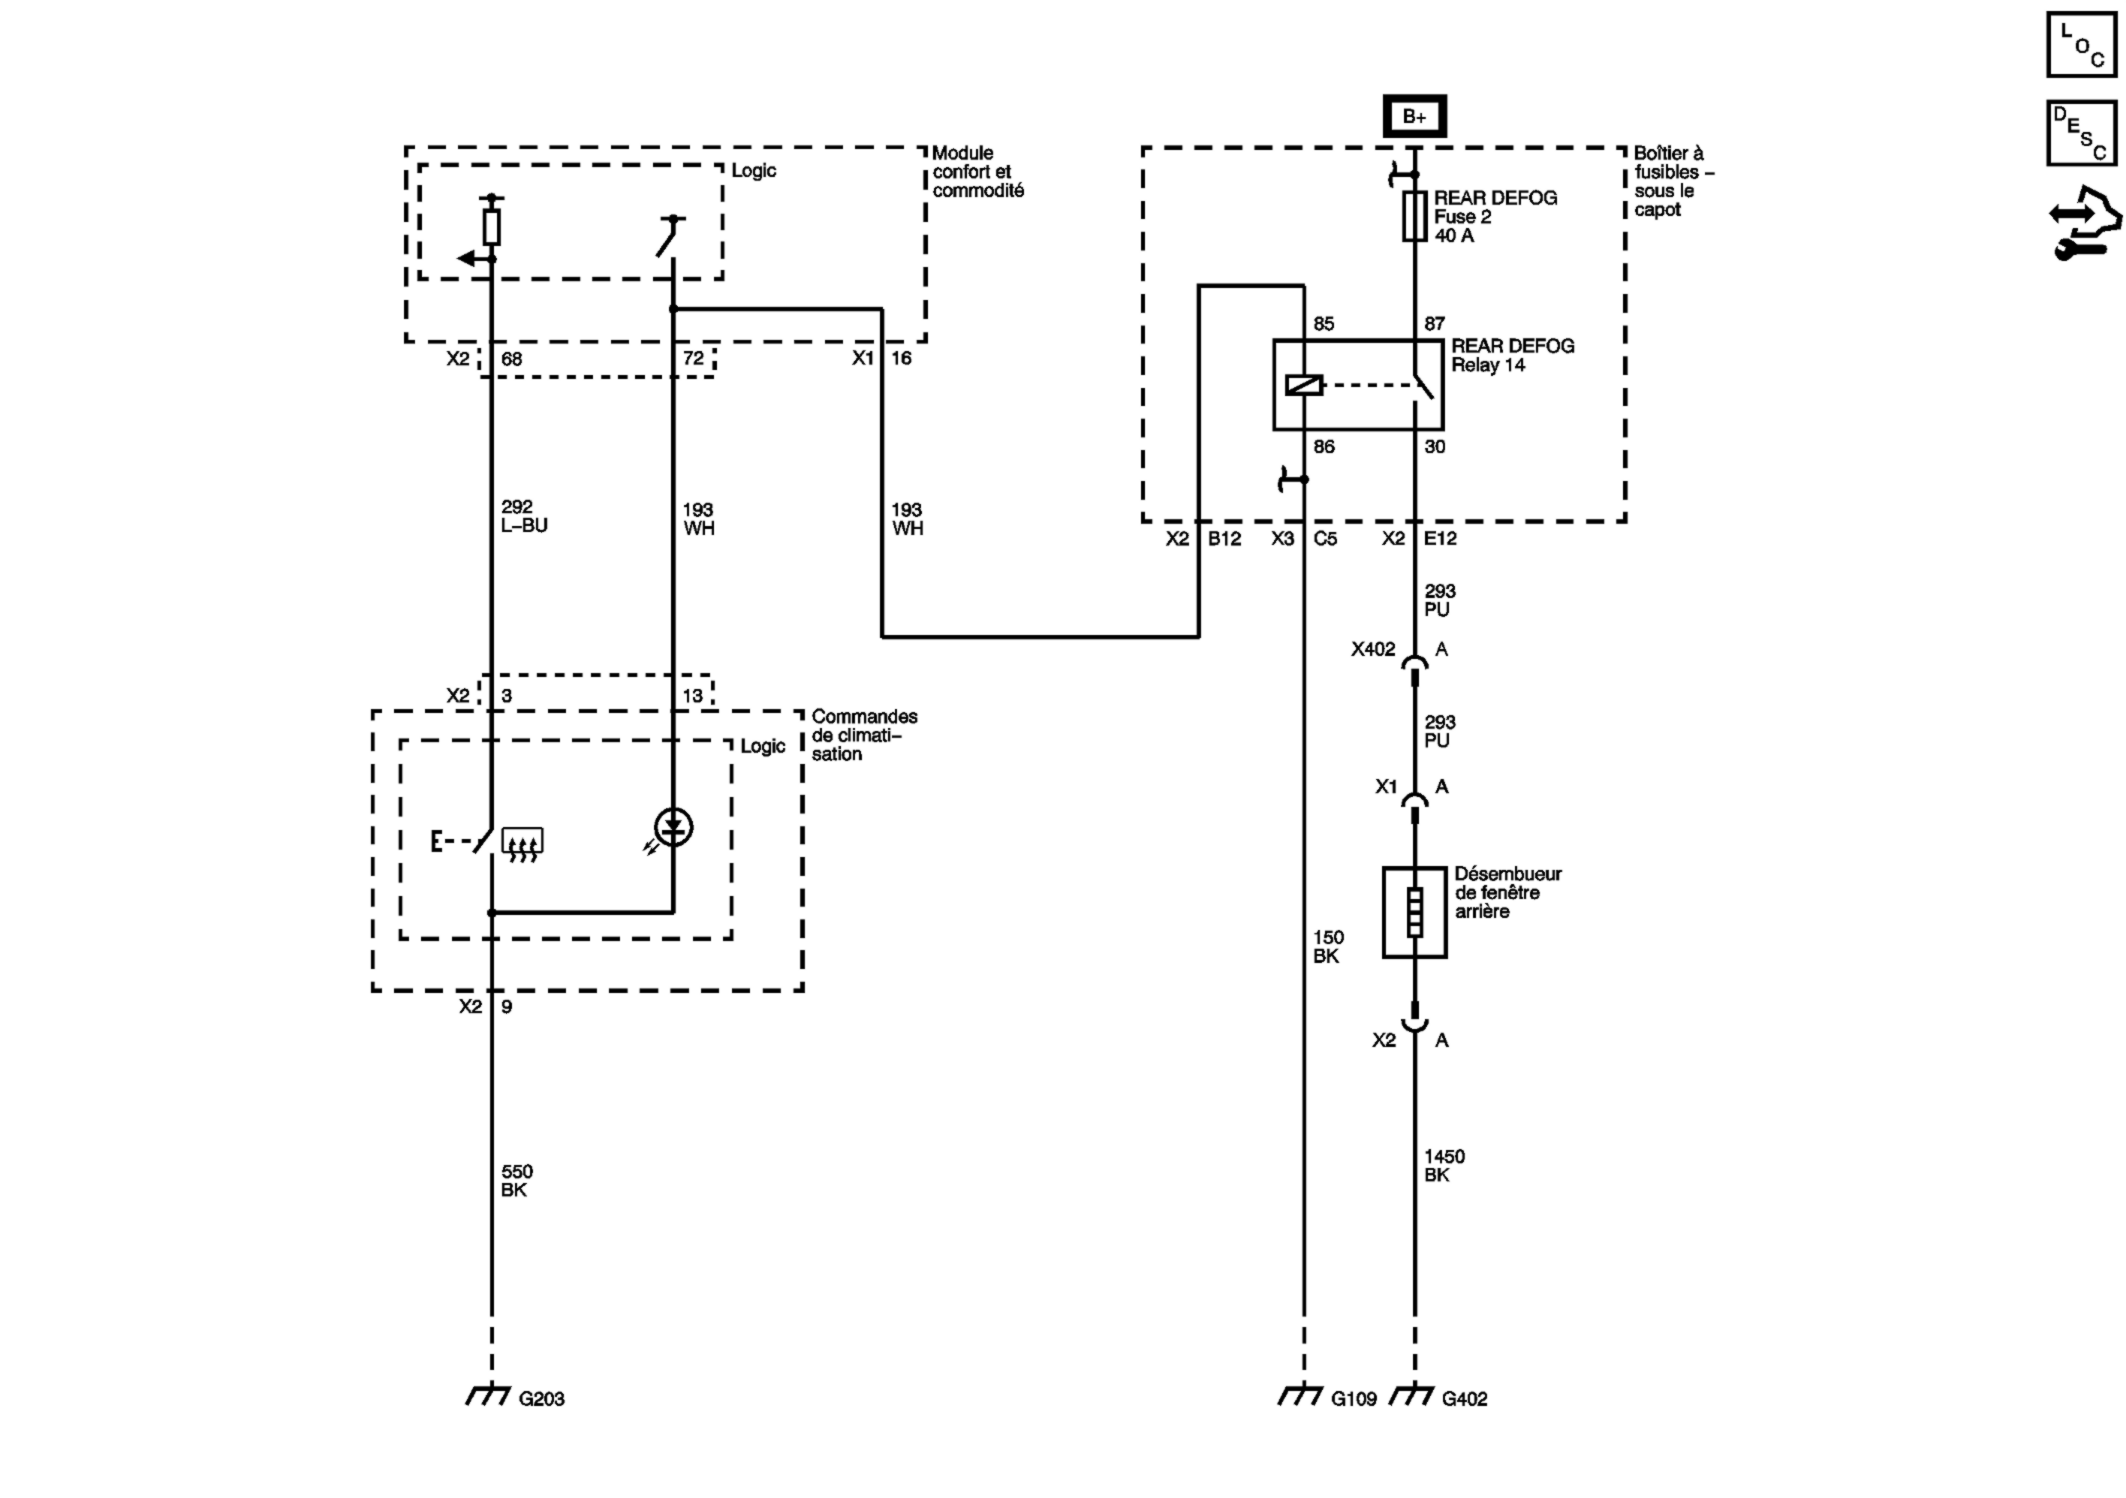 L
O
C
D
E
S
C
B+
Module
confort et
commodité
Logic
X2
68
72
X1
16
292
L–BU
193
WH
193
WH
X2
3
13
Commandes
de climati–
sation
Logic
X2
9
550
BK
G203
Boîtier à
fusibles –
sous le
capot
REAR DEFOG
Fuse 2
40 A
85
87
REAR DEFOG
Relay 14
86
30
X2
B12
X3
C5
X2
E12
293
PU
X402
A
293
PU
X1
A
Désembueur
de fenêtre
arrière
150
BK
X2
A
1450
BK
G109
G402